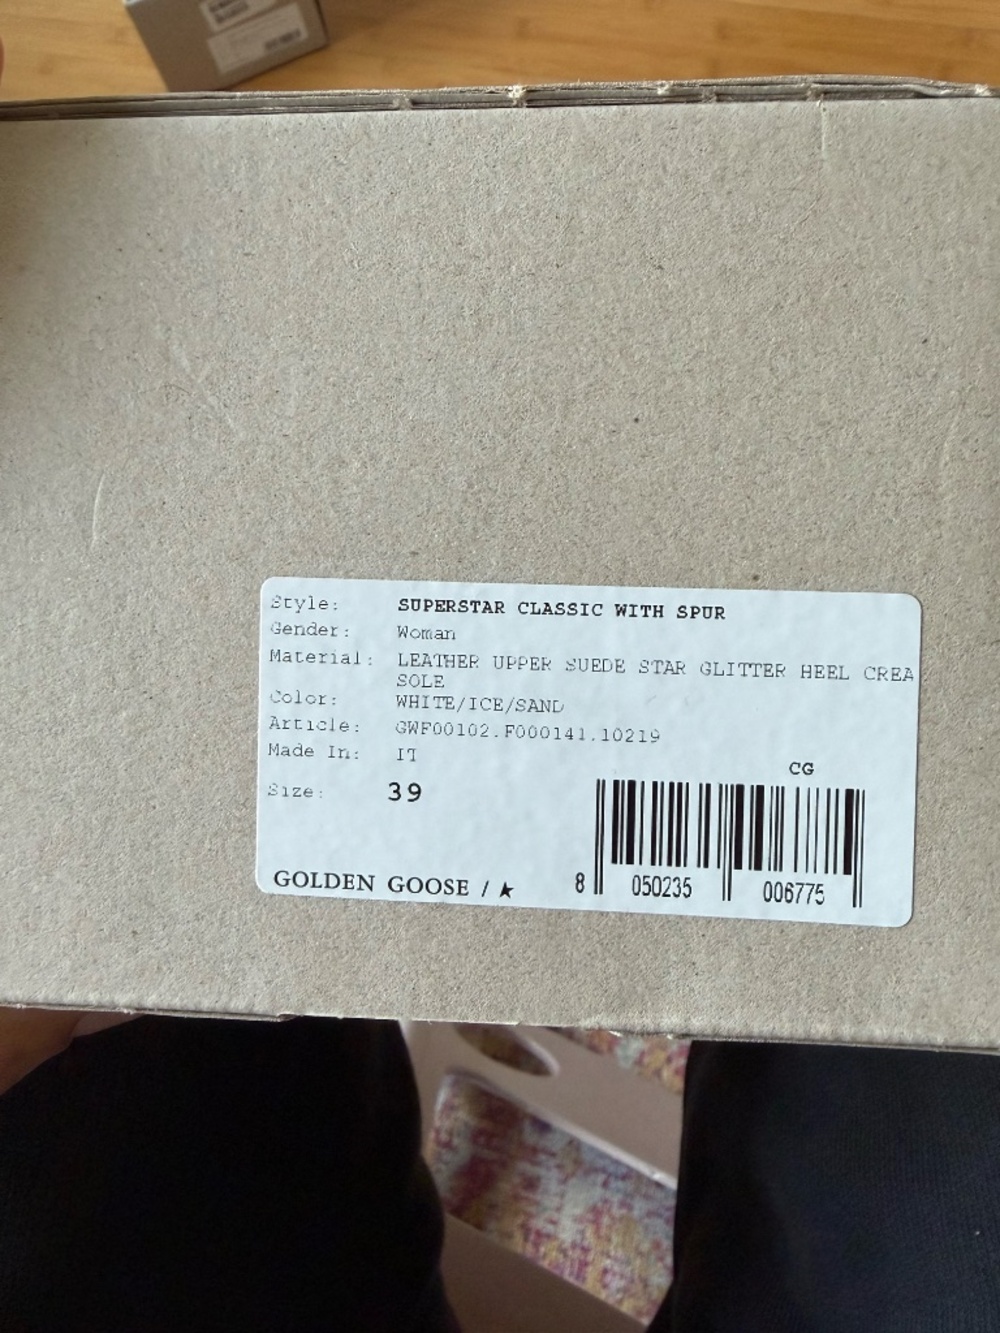 Style: SUPERSTAR CLASSIC WITH SPUR
Gender: Woman
Material: LEATHER UPPER SUEDE STAR GLITTER HEEL CREA
SOLE
Color: WHITE/ICE/SAND
Article: GWF00102.F000141.10219
Made In: IT
CG
Size: 39
GOLDEN GOOSE / ★
8 050235 006775